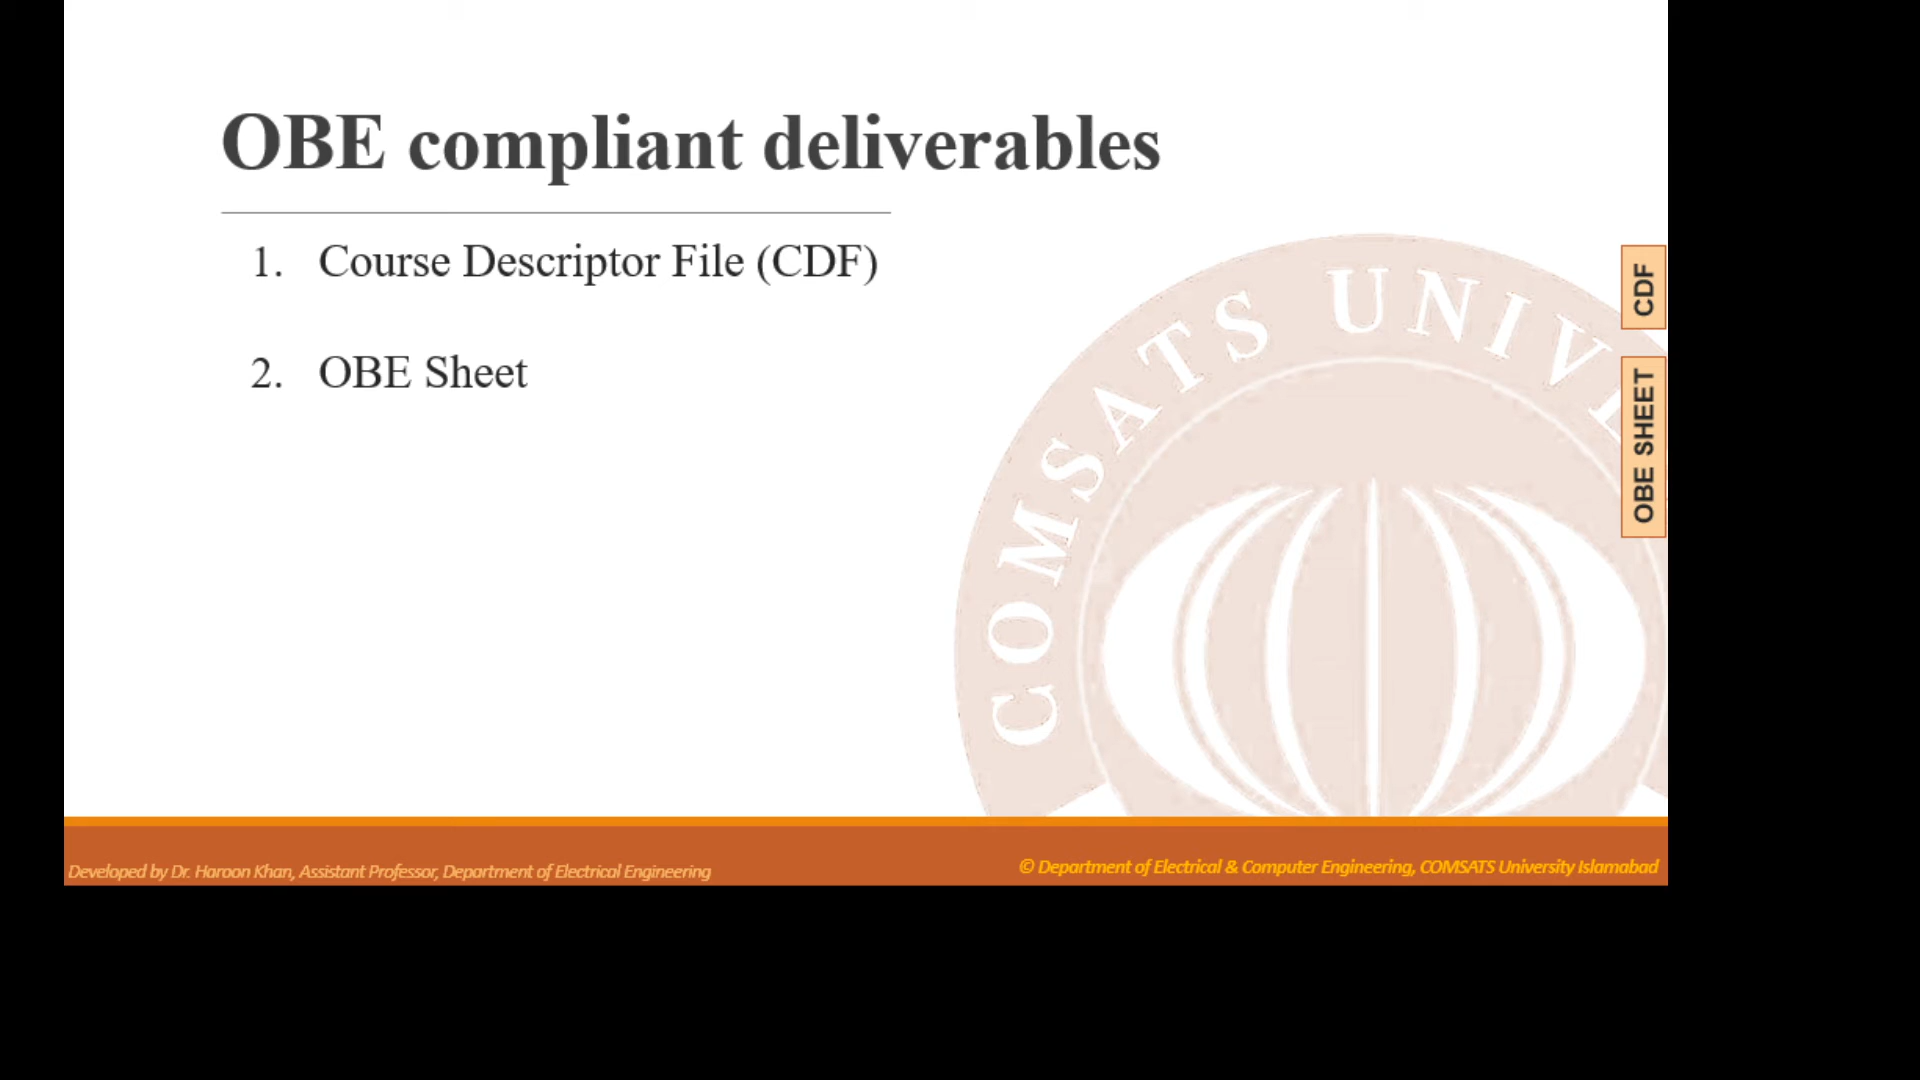 OBE compliant deliverables
1. Course Descriptor File (CDF)
2. OBE Sheet
CDF
OBE SHEET
COMSATS UNIV
Developed by Dr. Haroon Khan, Assistant Professor, Department of Electrical Engineering
© Department of Electrical & Computer Engineering, COMSATS University Islamabad